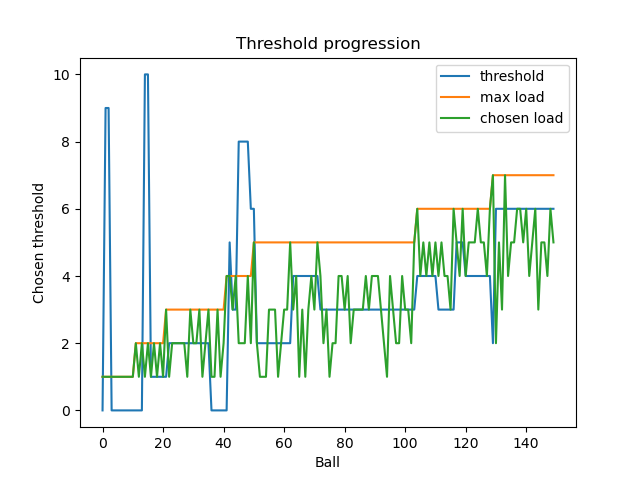 Threshold progression
threshold
max load
chosen load
10
8
6
4
2
0
Chosen threshold
0 20 40 60 80 100 120 140
Ball